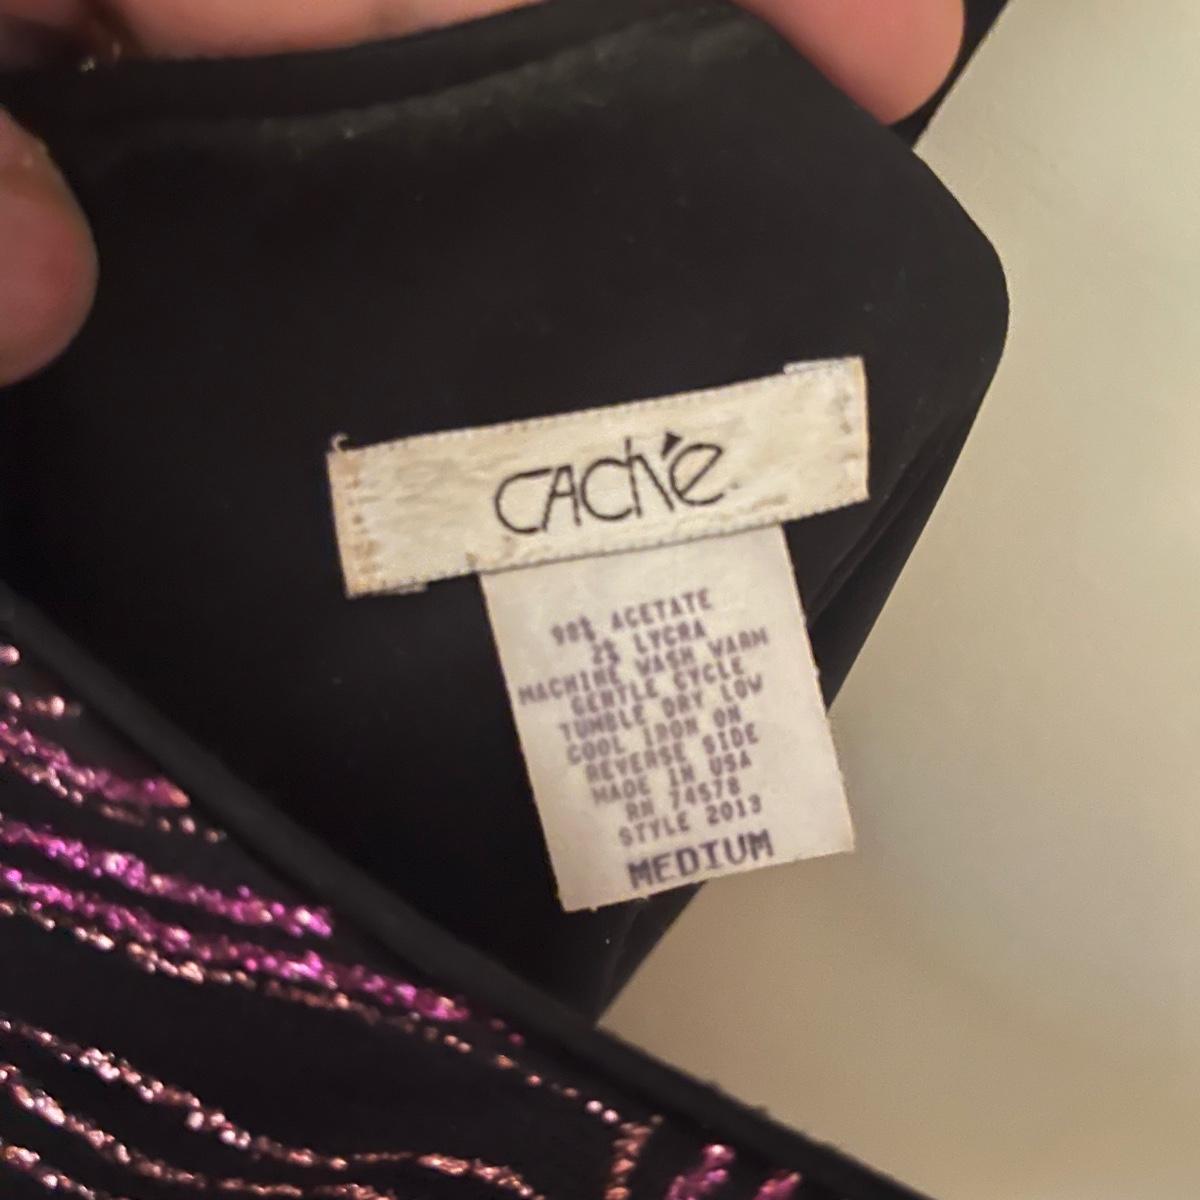 CACHé
98% ACETATE
2% LYCRA
MACHINE WASH WARM
GENTLE CYCLE
TUMBLE DRY LOW
COOL IRON ON
REVERSE SIDE
MADE IN USA
RN 74578
STYLE 2013
MEDIUM